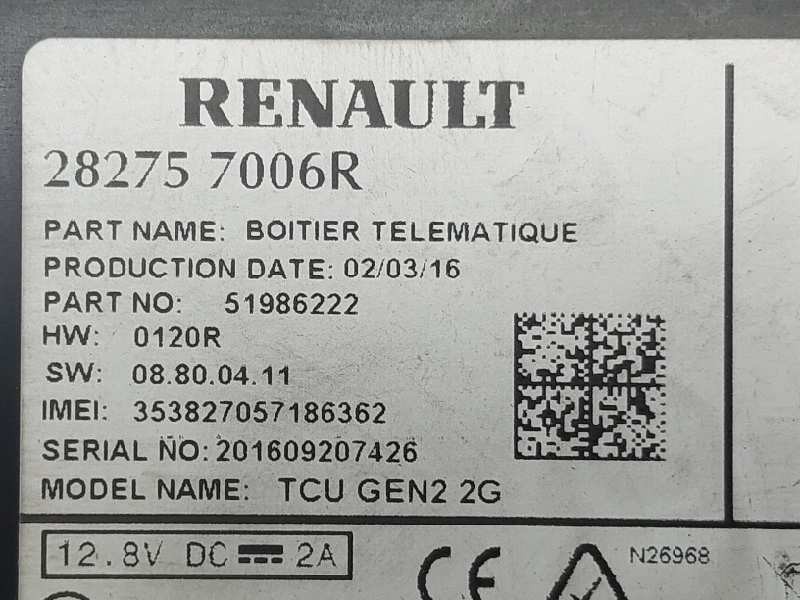 RENAULT
28275 7006R
PART NAME: BOITIER TELEMATIQUE
PRODUCTION DATE: 02/03/16
PART NO: 51986222
HW: 0120R
SW: 08.80.04.11
IMEI: 353827057186362
SERIAL NO: 201609207426
MODEL NAME: TCU GEN2 2G
12.8V DC 2A
CE
N26968